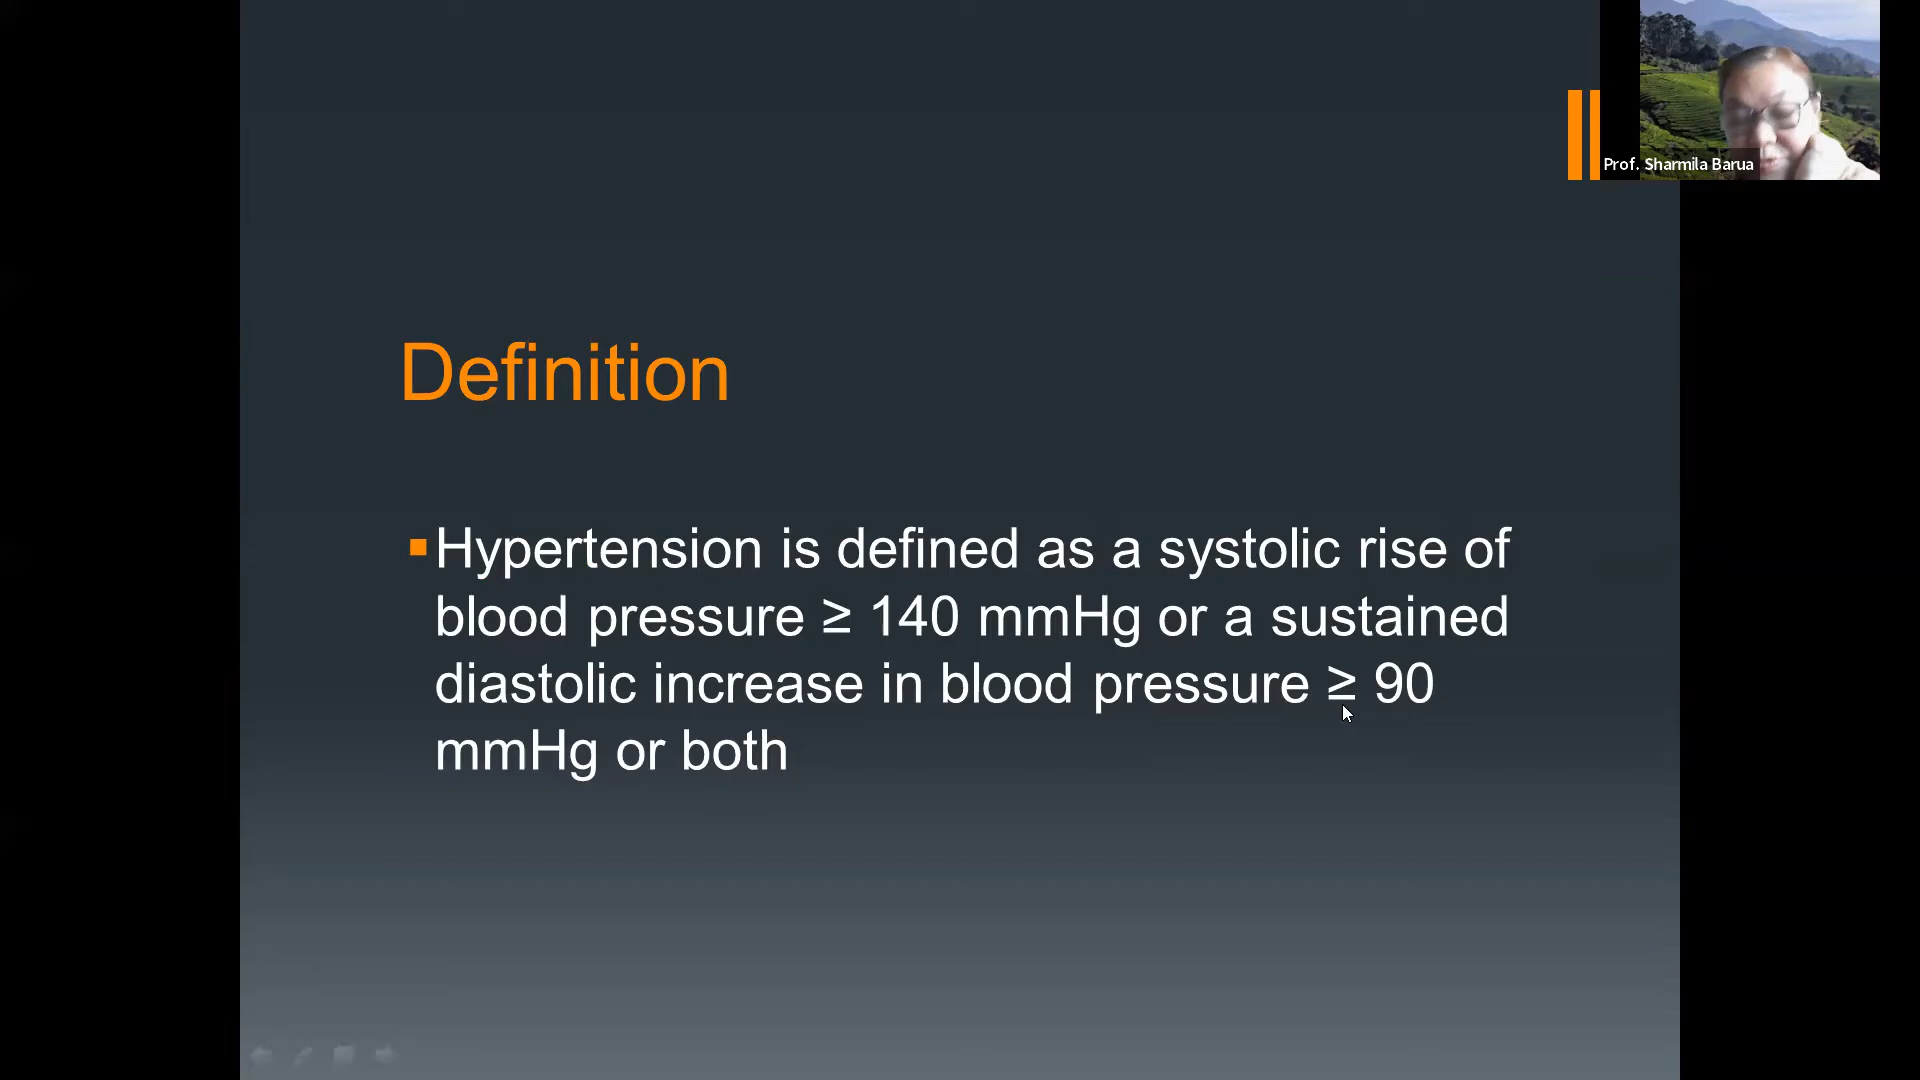 Prof. Sharmila Barua
Definition
Hypertension is defined as a systolic rise of
blood pressure ≥ 140 mmHg or a sustained
diastolic increase in blood pressure ≥ 90
mmHg or both